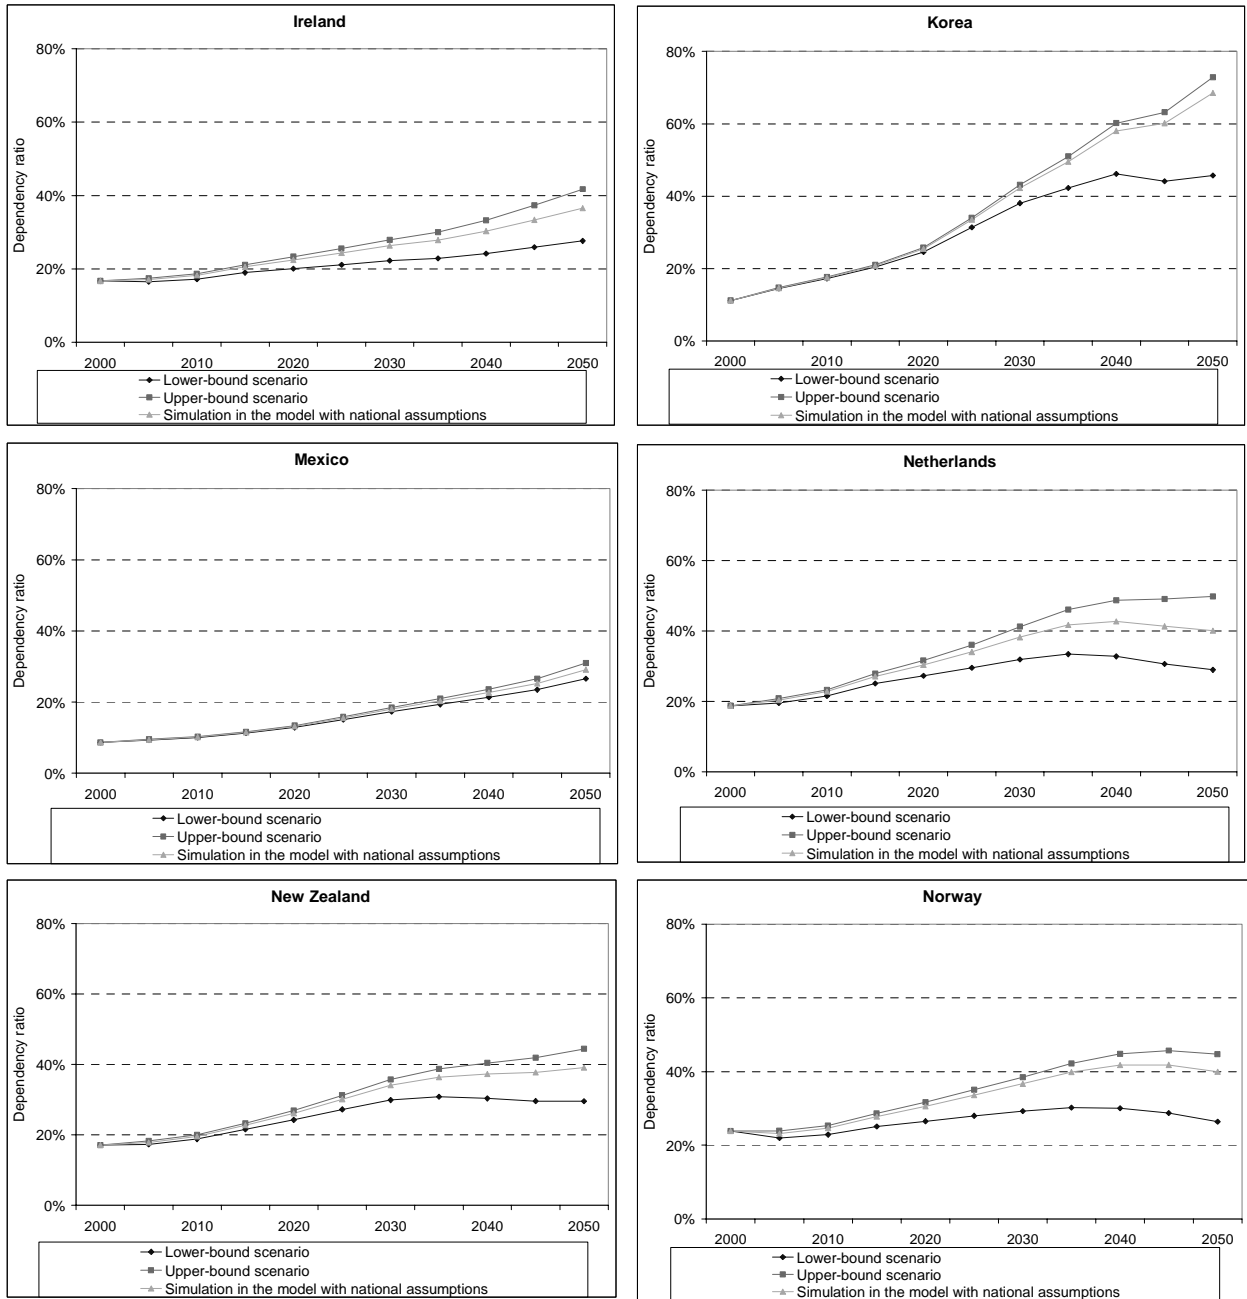 Ireland
80%
60%
40%
20%
0%
Dependency ratio
2000 2010 2020 2030 2040 2050
Lower-bound scenario
Upper-bound scenario
Simulation in the model with national assumptions
Korea
80%
60%
40%
20%
0%
Dependency ratio
2000 2010 2020 2030 2040 2050
Lower-bound scenario
Upper-bound scenario
Simulation in the model with national assumptions
Mexico
80%
60%
40%
20%
0%
Dependency ratio
2000 2010 2020 2030 2040 2050
Lower-bound scenario
Upper-bound scenario
Simulation in the model with national assumptions
Netherlands
80%
60%
40%
20%
0%
Dependency ratio
2000 2010 2020 2030 2040 2050
Lower-bound scenario
Upper-bound scenario
Simulation in the model with national assumptions
New Zealand
80%
60%
40%
20%
0%
Dependency ratio
2000 2010 2020 2030 2040 2050
Lower-bound scenario
Upper-bound scenario
Simulation in the model with national assumptions
Norway
80%
60%
40%
20%
0%
Dependency ratio
2000 2010 2020 2030 2040 2050
Lower-bound scenario
Upper-bound scenario
Simulation in the model with national assumptions